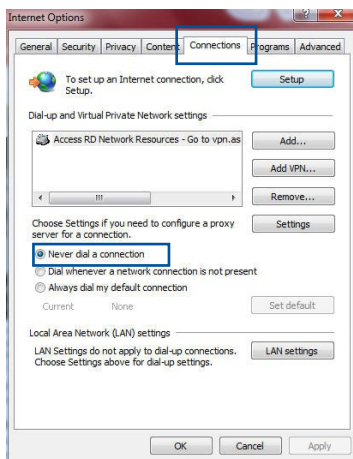 Internet Options
General Security Privacy Content Connections Programs Advanced
To set up an Internet connection, click
Setup.
Setup
Dial-up and Virtual Private Network settings
Access RD Network Resources - Go to vpn.as
Add...
Add VPN...
Remove...
Choose Settings if you need to configure a proxy
server for a connection.
Settings
Never dial a connection
Dial whenever a network connection is not present
Always dial my default connection
Current None
Set default
Local Area Network (LAN) settings
LAN Settings do not apply to dial-up connections.
Choose Settings above for dial-up settings.
LAN settings
OK Cancel Apply